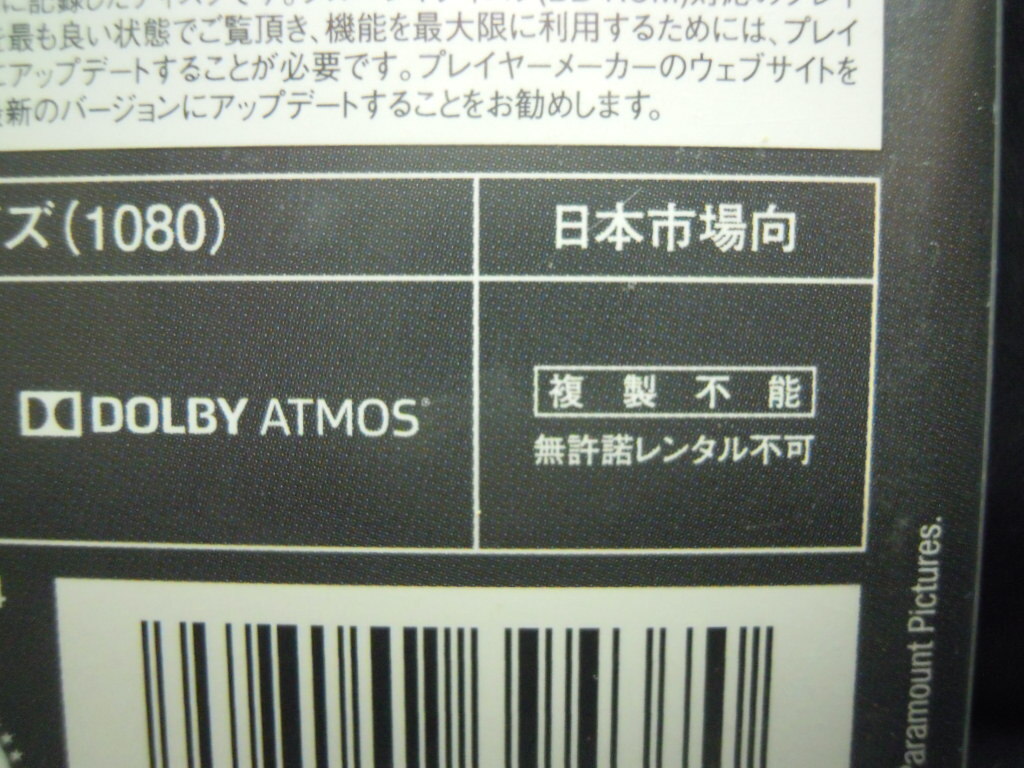 に記録したディスクです。
最も良い状態でご覧頂き、機能を最大限に利用するためには、プレイ
アップデートすることが必要です。プレイヤーメーカーのウェブサイトを
新のバージョンにアップデートすることをお勧めします。
ズ(1080)
日本市場向
DOLBY ATMOS
複製不能
無許諾レンタル不可
Paramount Pictures.